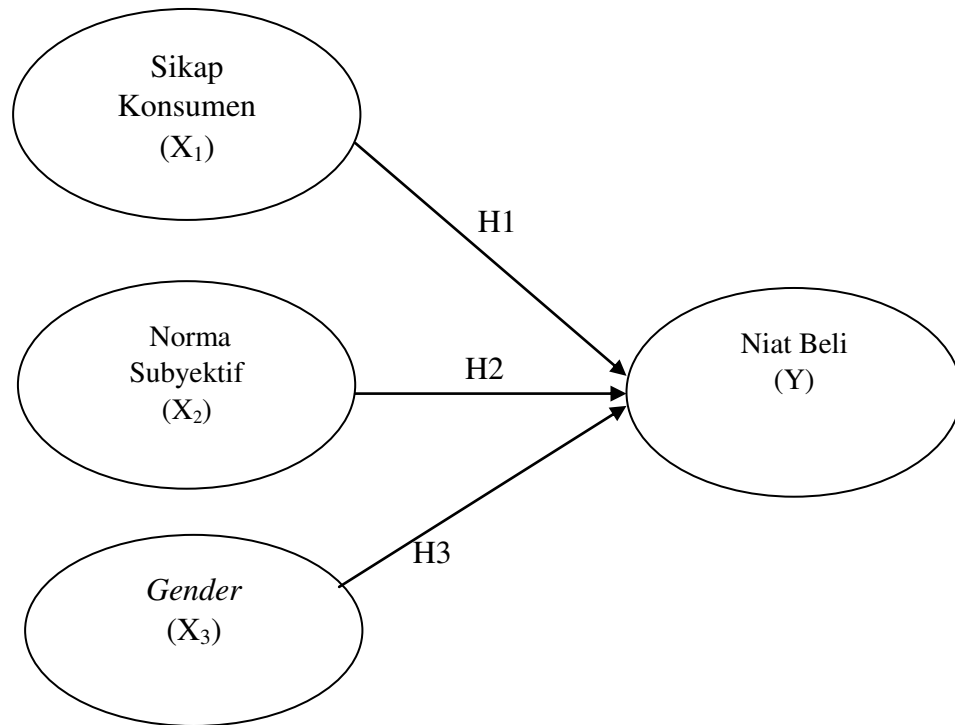 Sikap
Konsumen
(X₁)
H1
Norma
Subyektif
(X₂)
H2
Niat Beli
(Y)
H3
Gender
(X₃)